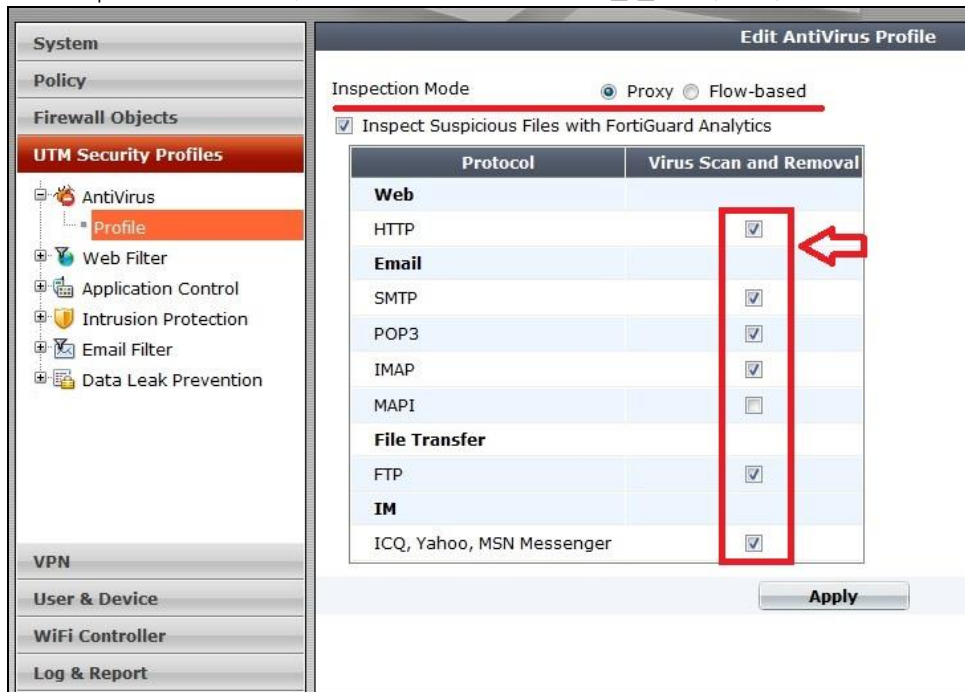 System
Policy
Firewall Objects
UTM Security Profiles
AntiVirus
Profile
Web Filter
Application Control
Intrusion Protection
Email Filter
Data Leak Prevention
VPN
User & Device
WiFi Controller
Log & Report
Edit AntiVirus Profile
Inspection Mode Proxy Flow-based
Inspect Suspicious Files with FortiGuard Analytics
Protocol Virus Scan and Removal
Web
HTTP
Email
SMTP
POP3
IMAP
MAPI
File Transfer
FTP
IM
ICQ, Yahoo, MSN Messenger
Apply